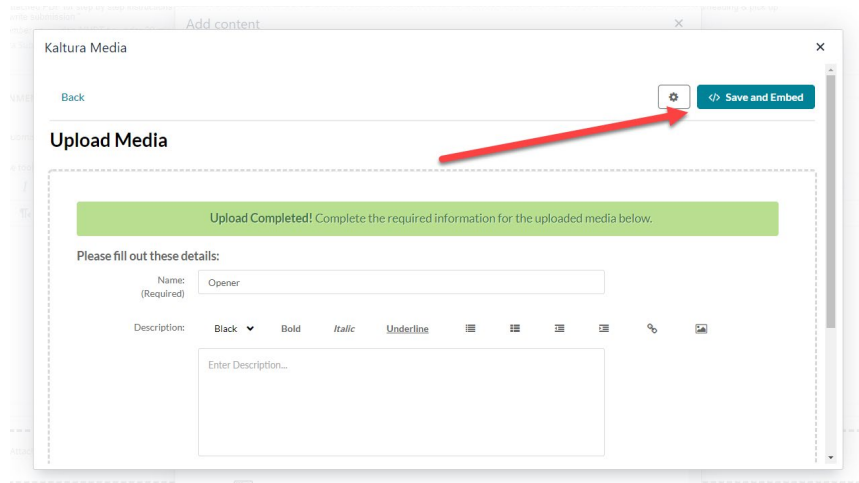 Add content
Kaltura Media
Back
Save and Embed
Upload Media
Upload Completed! Complete the required information for the uploaded media below.
Please fill out these details:
Name:
(Required)
Opener
Description:
Black
Bold
Italic
Underline
Enter Description...